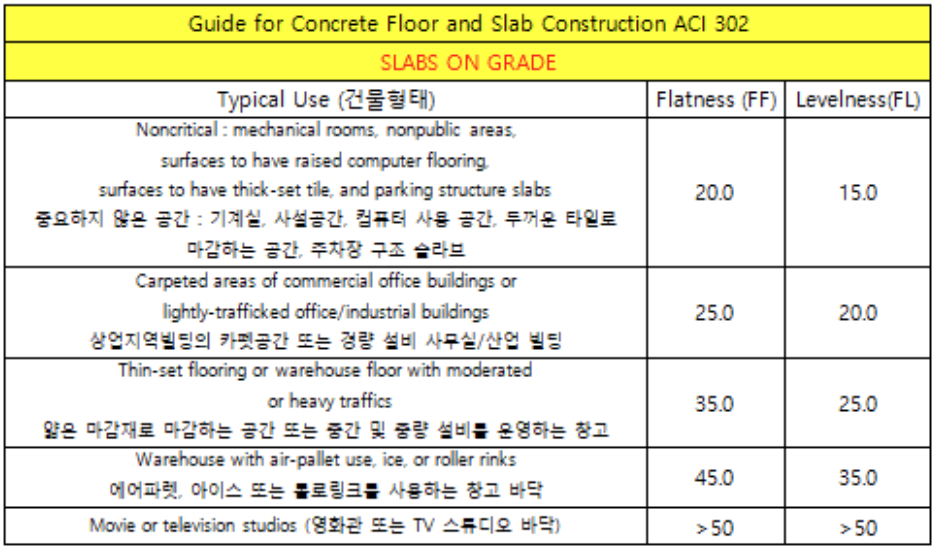 Guide for Concrete Floor and Slab Construction ACI 302
SLABS ON GRADE
Typical Use (건물형태) Flatness (FF) Levelness(FL)
Noncritical : mechanical rooms, nonpublic areas,
surfaces to have raised computer flooring,
surfaces to have thick-set tile, and parking structure slabs
중요하지 않은 공간 : 기계실, 사설공간, 컴퓨터 사용 공간, 두꺼운 타일로
마감하는 공간, 주차장 구조 슬라브
20.0 15.0
Carpeted areas of commercial office buildings or
lightly-trafficked office/industrial buildings
상업지역빌딩의 카펫공간 또는 경량 설비 사무실/산업 빌딩
25.0 20.0
Thin-set flooring or warehouse floor with moderated
or heavy traffics
얇은 마감재로 마감하는 공간 또는 중간 및 중량 설비를 운영하는 창고
35.0 25.0
Warehouse with air-pallet use, ice, or roller rinks
에어파렛, 아이스 또는 롤로링크를 사용하는 창고 바닥
45.0 35.0
Movie or television studios (영화관 또는 TV 스튜디오 바닥) >50 >50